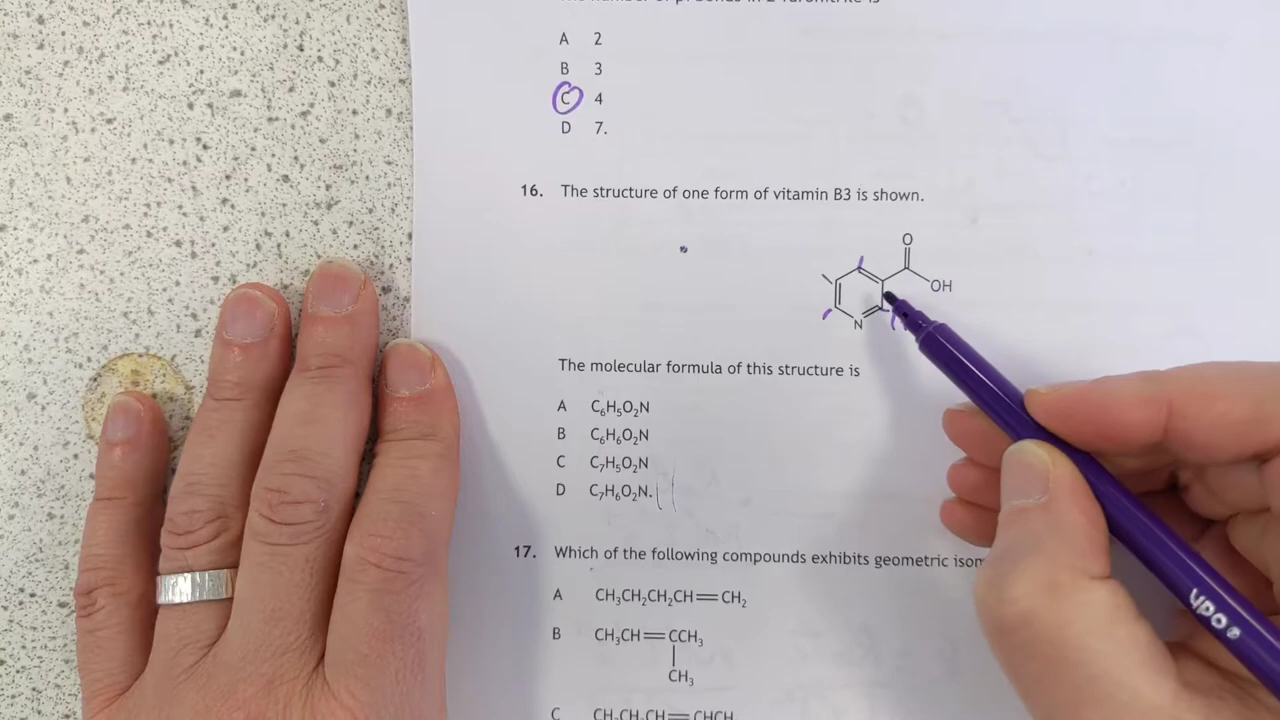 A 2
B 3
C 4
D 7.
16. The structure of one form of vitamin B3 is shown.
O
OH
N
The molecular formula of this structure is
A C₆H₅O₂N
B C₆H₆O₂N
C C₇H₅O₂N
D C₇H₆O₂N.
17. Which of the following compounds exhibits geometric
A CH₃CH₂CH₂CH=CH₂
B CH₃CH=CCH₃
CH₃
C
ypo